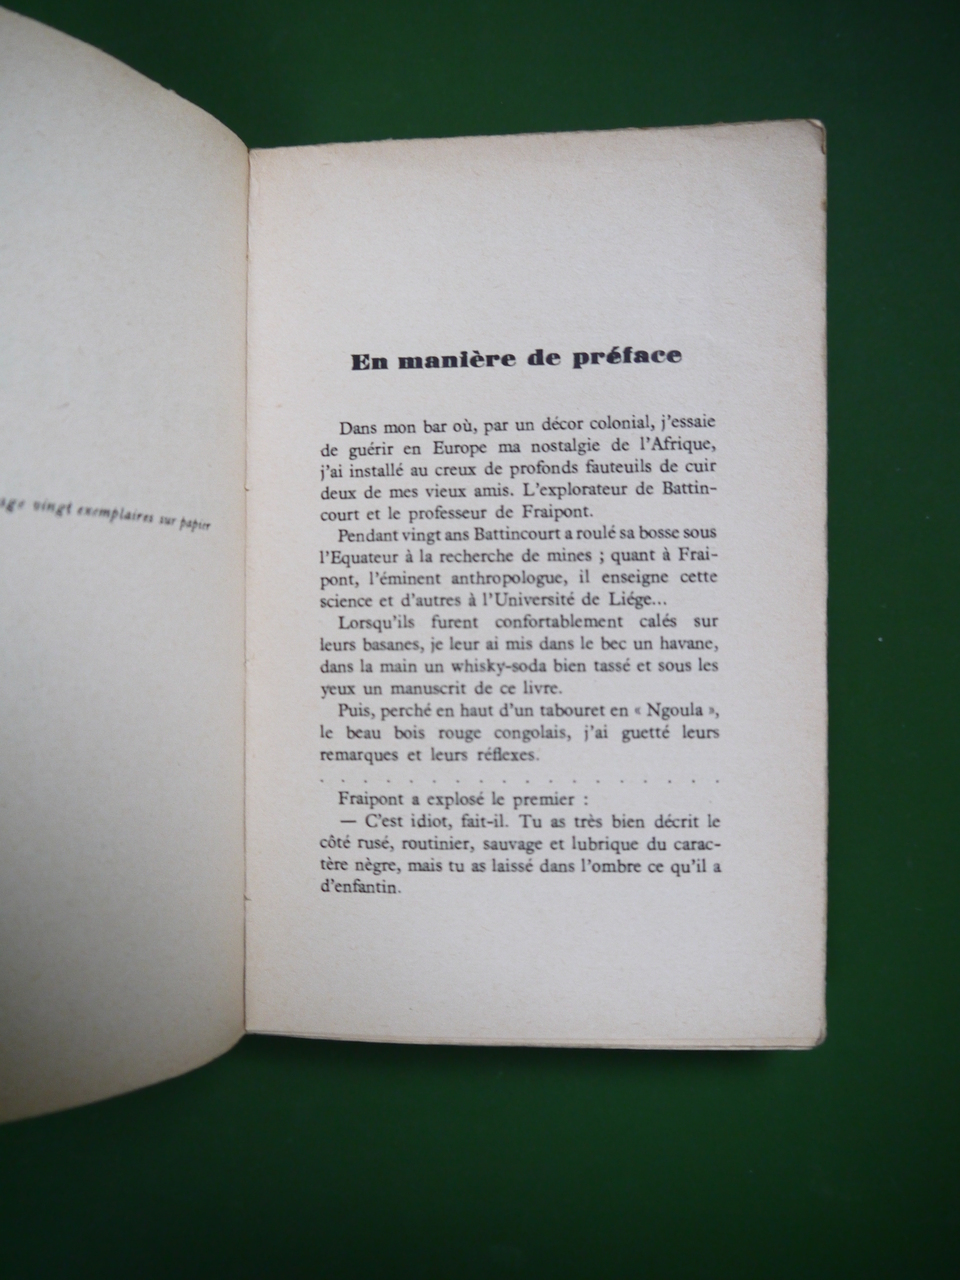 age vingt exemplaires sur papier
En manière de préface
Dans mon bar où, par un décor colonial, j'essaie
de guérir en Europe ma nostalgie de l'Afrique,
j'ai installé au creux de profonds fauteuils de cuir
deux de mes vieux amis. L'explorateur de Battin-
court et le professeur de Fraipont.
Pendant vingt ans Battincourt a roulé sa bosse sous
l'Equateur à la recherche de mines ; quant à Frai-
pont, l'éminent anthropologue, il enseigne cette
science et d'autres à l'Université de Liége...
Lorsqu'ils furent confortablement calés sur
leurs basanes, je leur ai mis dans le bec un havane,
dans la main un whisky-soda bien tassé et sous les
yeux un manuscrit de ce livre.
Puis, perché en haut d'un tabouret en « Ngoula »,
le beau bois rouge congolais, j'ai guetté leurs
remarques et leurs réflexes.
. . . . . . . . . . . . . . . . .
Fraipont a explosé le premier :
— C'est idiot, fait-il. Tu as très bien décrit le
côté rusé, routinier, sauvage et lubrique du carac-
tère nègre, mais tu as laissé dans l'ombre ce qu'il a
d'enfantin.